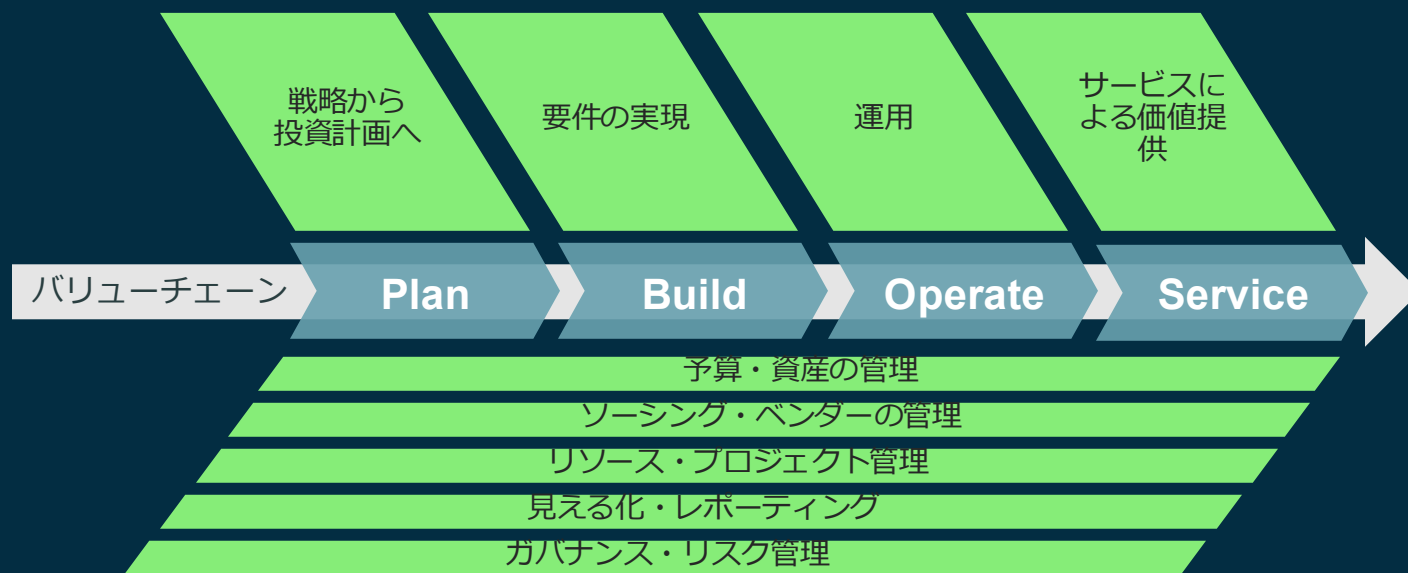 戦略から
投資計画へ
要件の実現
運用
サービスに
よる価値提
供
バリューチェーン
Plan
Build
Operate
Service
予算・資産の管理
ソーシング・ベンダーの管理
リソース・プロジェクト管理
見える化・レポーティング
ガバナンス・リスク管理